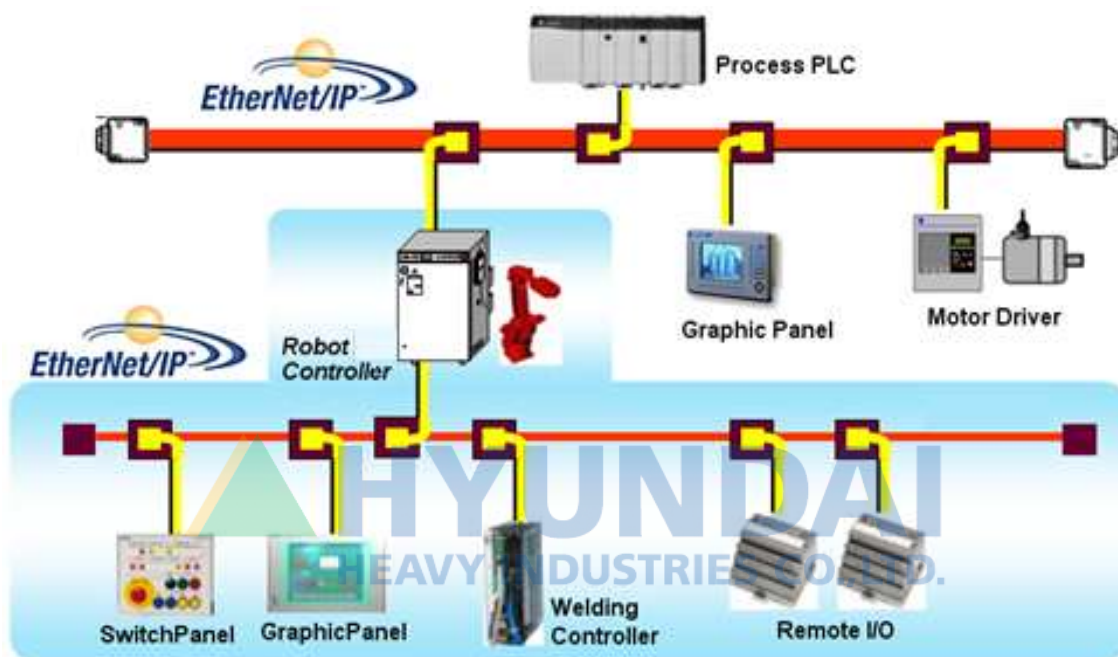 EtherNet/IP
Process PLC
Graphic Panel
Motor Driver
EtherNet/IP
Robot
Controller
HYUNDAI
HEAVY INDUSTRIES CO. LTD.
SwitchPanel
GraphicPanel
Welding
Controller
Remote I/O